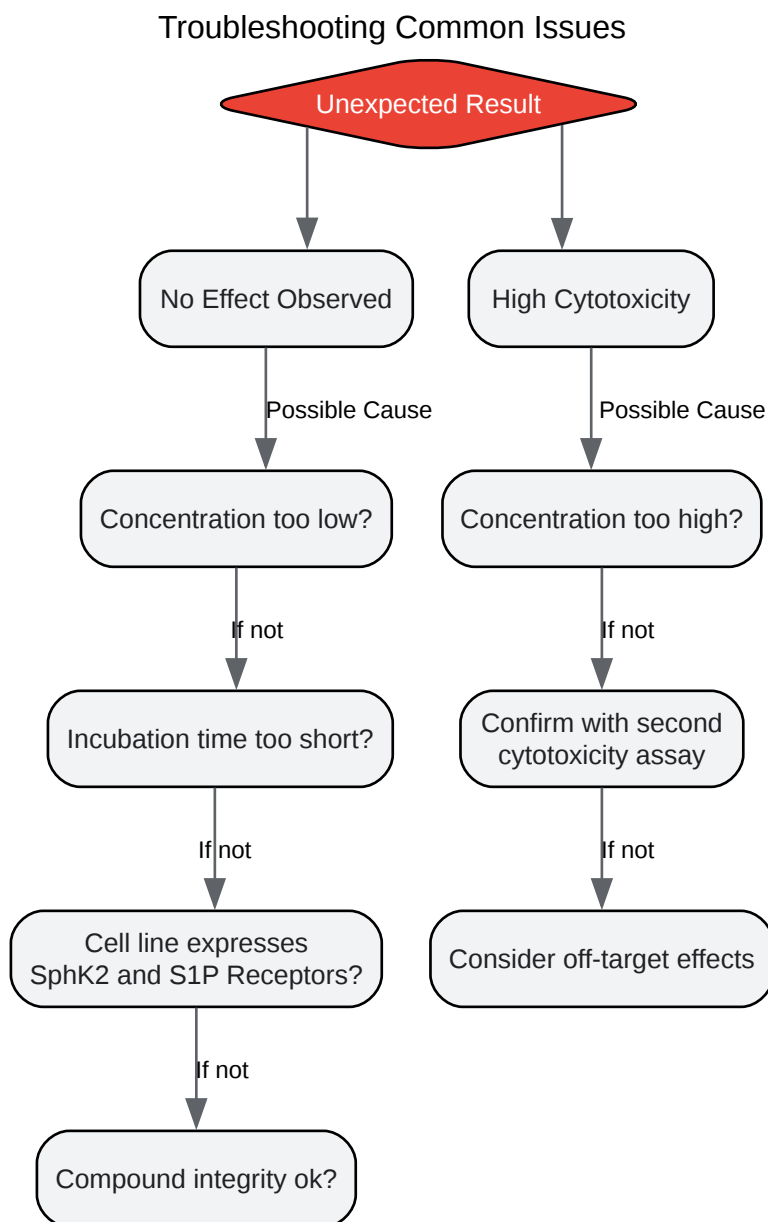 Troubleshooting Common Issues
Unexpected Result
No Effect Observed
High Cytotoxicity
Possible Cause
Possible Cause
Concentration too low?
Concentration too high?
If not
If not
Incubation time too short?
Confirm with second
cytotoxicity assay
If not
If not
Cell line expresses
SphK2 and S1P Receptors?
Consider off-target effects
If not
Compound integrity ok?